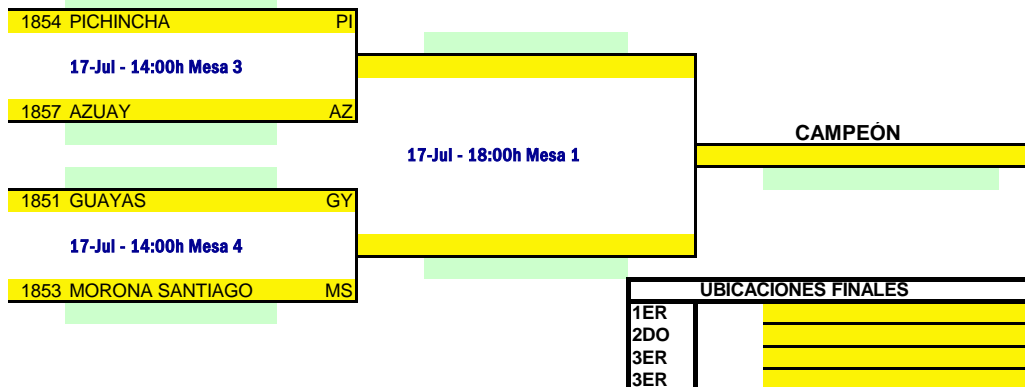 1854 PICHINCHA PI
17-Jul - 14:00h Mesa 3
1857 AZUAY AZ
17-Jul - 18:00h Mesa 1
CAMPEÓN
1851 GUAYAS GY
17-Jul - 14:00h Mesa 4
1853 MORONA SANTIAGO MS
UBICACIONES FINALES
1ER
2DO
3ER
3ER